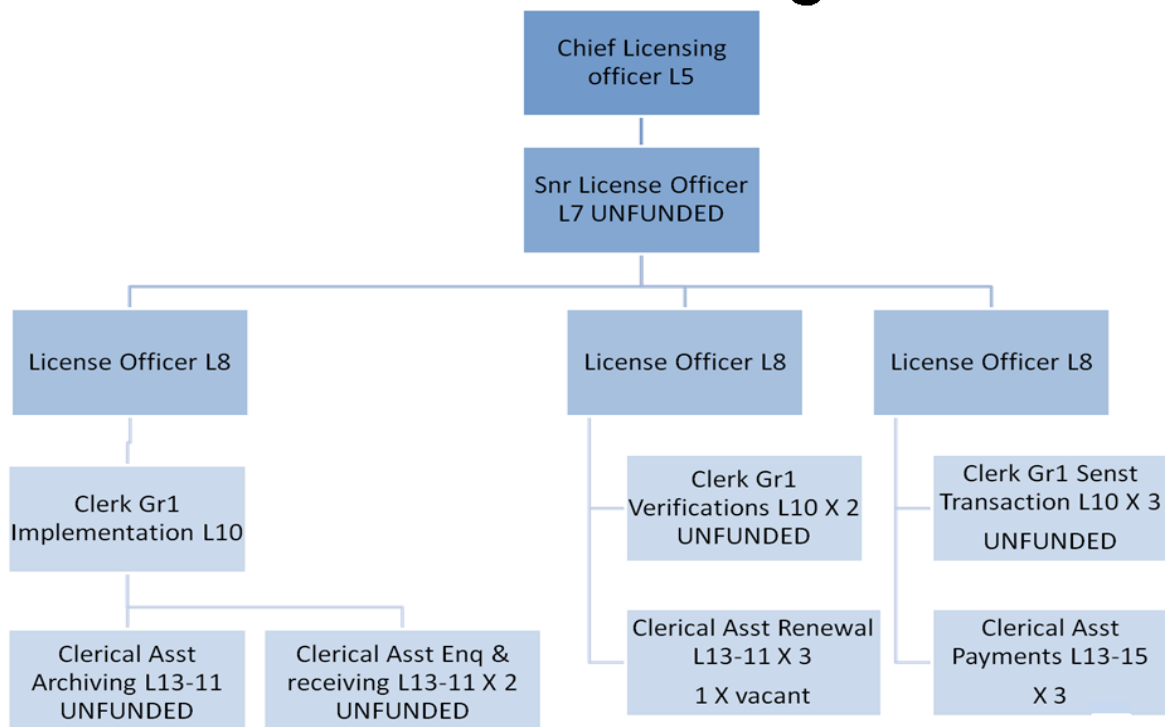 Chief Licensing
officer L5
Snr License Officer
L7 UNFUNDED
License Officer L8
License Officer L8
License Officer L8
Clerk Gr1
Implementation L10
Clerk Gr1
Verifications L10 X 2
UNFUNDED
Clerk Gr1 Senst
Transaction L10 X 3
UNFUNDED
Clerical Asst
Archiving L13-11
UNFUNDED
Clerical Asst Enq &
receiving L13-11 X 2
UNFUNDED
Clerical Asst Renewal
L13-11 X 3
1 X vacant
Clerical Asst
Payments L13-15
X 3